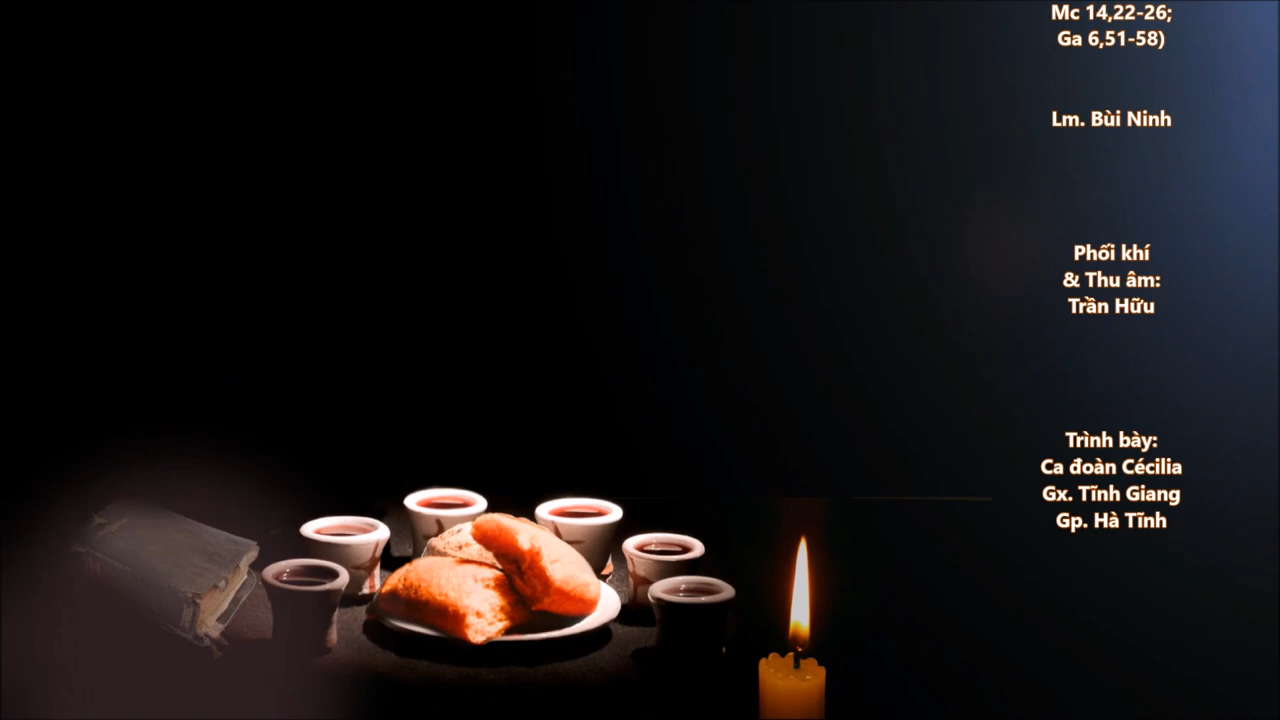 Mc 14,22-26;
Ga 6,51-58)
Lm. Bùi Ninh
Phối khí
& Thu âm:
Trần Hữu
Trình bày:
Ca đoàn Cécilia
Gx. Tĩnh Giang
Gp. Hà Tĩnh